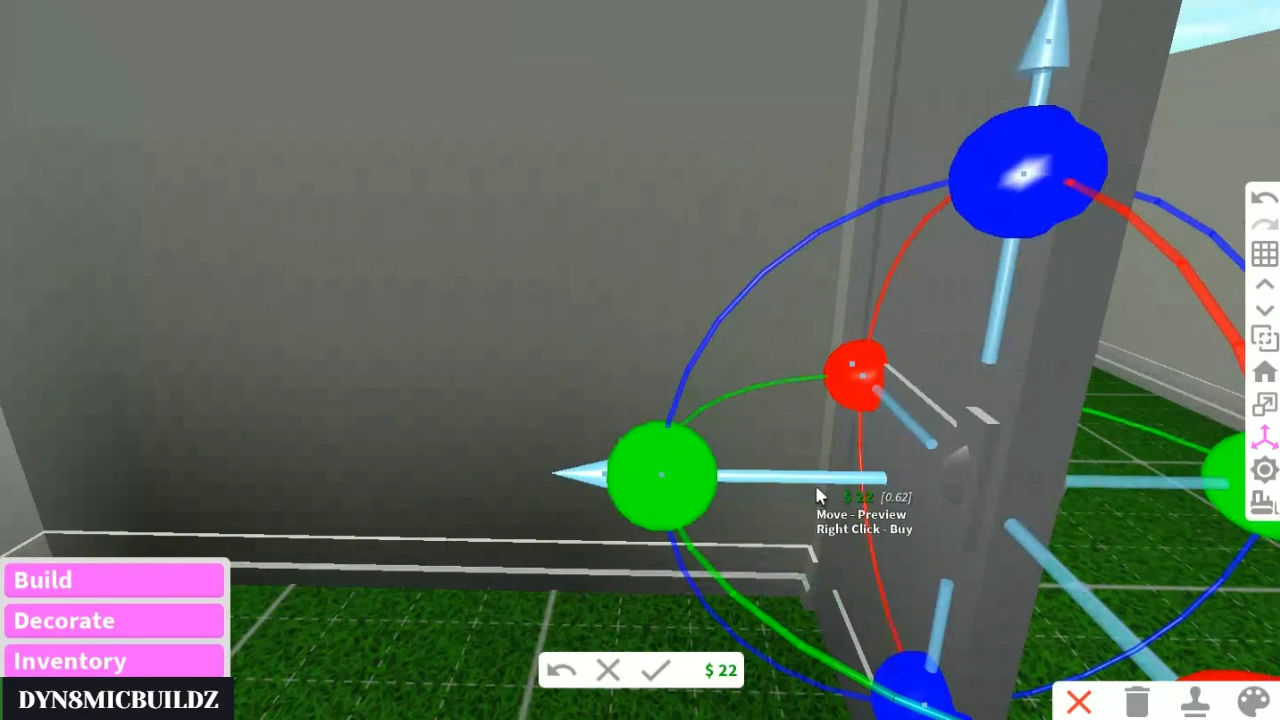 $ 22 [0.62]
Move - Preview
Right Click - Buy
Build
Decorate
Inventory
$ 22
DYN8MICBUILDZ